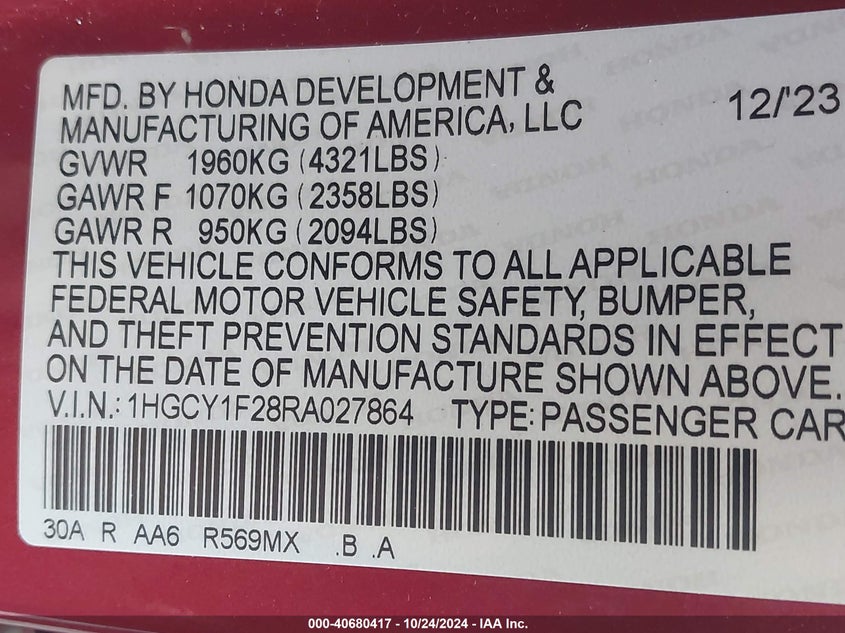 MFD. BY HONDA DEVELOPMENT &
MANUFACTURING OF AMERICA, LLC 12/'23
GVWR 1960KG (4321LBS)
GAWR F 1070KG (2358LBS)
GAWR R 950KG (2094LBS)
THIS VEHICLE CONFORMS TO ALL APPLICABLE
FEDERAL MOTOR VEHICLE SAFETY, BUMPER,
AND THEFT PREVENTION STANDARDS IN EFFECT
ON THE DATE OF MANUFACTURE SHOWN ABOVE.
V.I.N.: 1HGCY1F28RA027864 TYPE: PASSENGER CAR
30A R AA6 R569MX .B .A
000-40680417 - 10/24/2024 - IAA Inc.